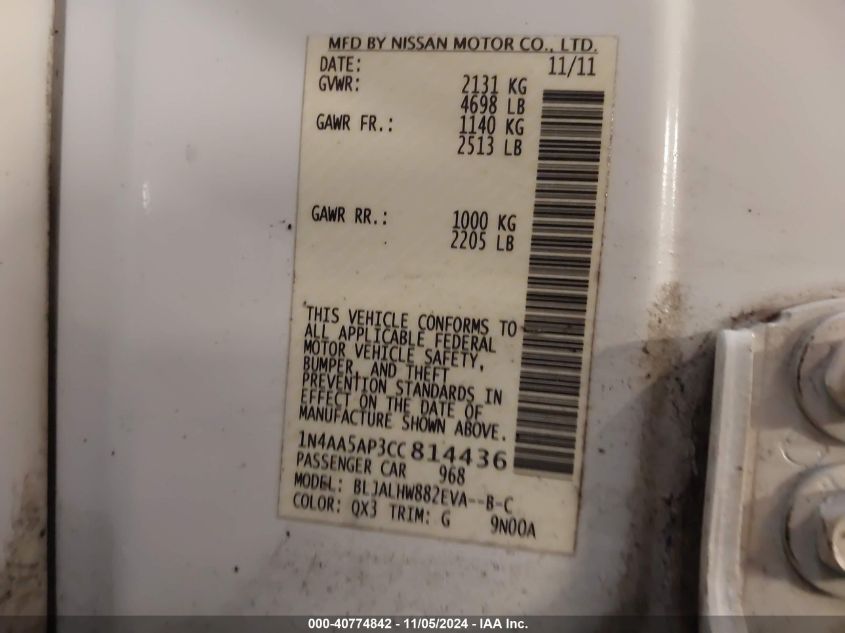 MFD BY NISSAN MOTOR CO., LTD.
DATE: 11/11
GVWR: 2131 KG
4698 LB
GAWR FR.: 1140 KG
2513 LB
GAWR RR.: 1000 KG
2205 LB
THIS VEHICLE CONFORMS TO
ALL APPLICABLE FEDERAL
MOTOR VEHICLE SAFETY,
BUMPER, AND THEFT
PREVENTION STANDARDS IN
EFFECT ON THE DATE OF
MANUFACTURE SHOWN ABOVE.
1N4AA5AP3CC814436
PASSENGER CAR 968
MODEL: BLJALHW882EVA--B-C
COLOR: QX3 TRIM: G 9N00A
000-40774842 - 11/05/2024 - IAA Inc.